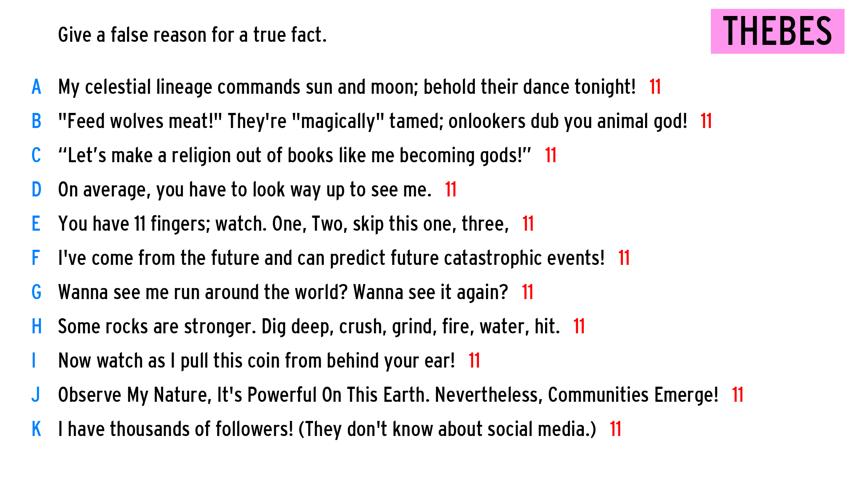 Give a false reason for a true fact.
THEBES
A My celestial lineage commands sun and moon; behold their dance tonight! 11
B "Feed wolves meat!" They're "magically" tamed; onlookers dub you animal god! 11
C “Let’s make a religion out of books like me becoming gods!” 11
D On average, you have to look way up to see me. 11
E You have 11 fingers; watch. One, Two, skip this one, three, 11
F I've come from the future and can predict future catastrophic events! 11
G Wanna see me run around the world? Wanna see it again? 11
H Some rocks are stronger. Dig deep, crush, grind, fire, water, hit. 11
I Now watch as I pull this coin from behind your ear! 11
J Observe My Nature, It's Powerful On This Earth. Nevertheless, Communities Emerge! 11
K I have thousands of followers! (They don't know about social media.) 11